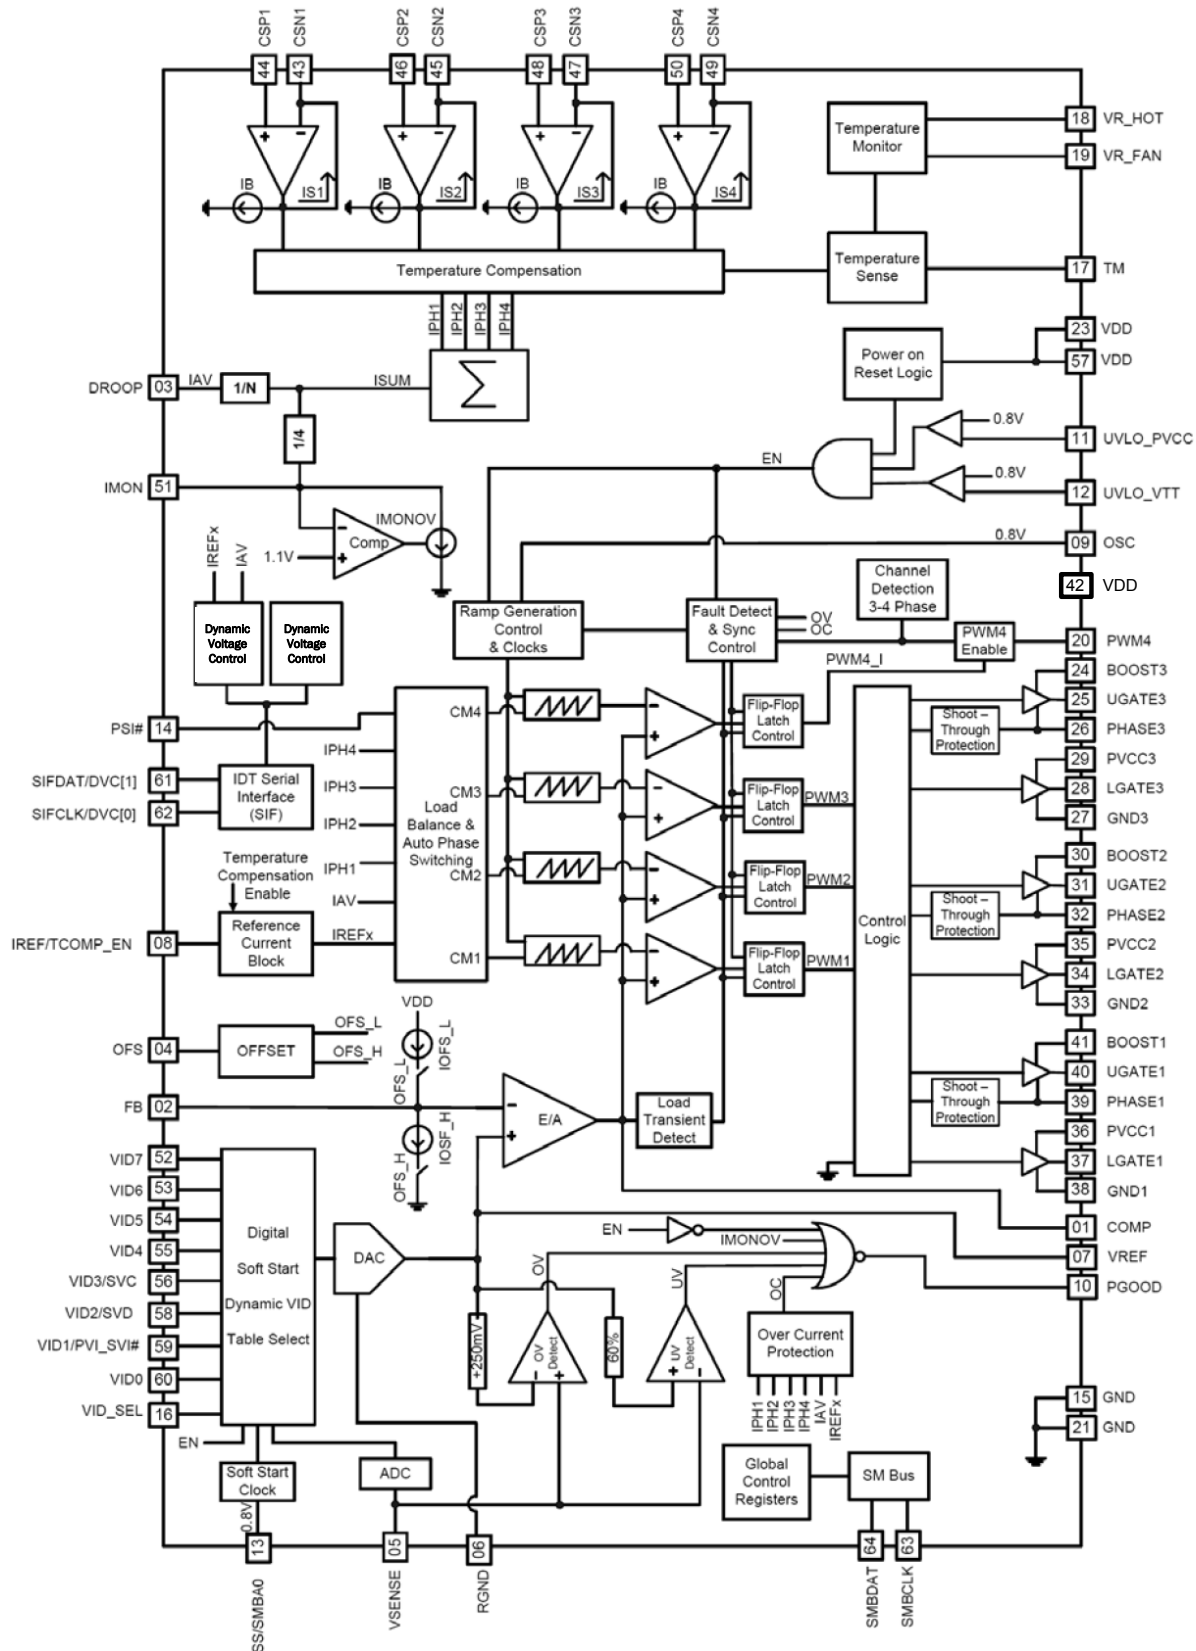 CSP1 CSN1 CSP2 CSN2 CSP3 CSN3 CSP4 CSN4
44 43 46 45 48 47 50 49
+ - + - + - + -
IB IS1 IB IS2 IB IS3 IB IS4
Temperature Compensation
IPH1 IPH2 IPH3 IPH4
Σ
Temperature
Monitor
18 VR_HOT
19 VR_FAN
Temperature
Sense
17 TM
Power on
Reset Logic
23 VDD
57 VDD
DROOP 03 IAV 1/N ISUM
1/4
0.8V
11 UVLO_PVCC
EN
0.8V
12 UVLO_VTT
IMON 51
IMONOV
-
Comp
1.1V +
0.8V 09 OSC
42 VDD
IREFx IAV
Dynamic
Voltage
Control
Dynamic
Voltage
Control
Ramp Generation
Control
& Clocks
Fault Detect
& Sync
Control
OV
OC
Channel
Detection
3-4 Phase
PWM4
Enable
20 PWM4
PWM4_I
PSI# 14
SIFDAT/DVC[1] 61
SIFCLK/DVC[0] 62
IDT Serial
Interface
(SIF)
IPH4
IPH3
IPH2
IPH1
IAV
IREFx
Load
Balance &
Auto Phase
Switching
CM4
CM3
CM2
CM1
- +
- +
- +
- +
Flip-Flop
Latch
Control
Flip-Flop
Latch
Control
Flip-Flop
Latch
Control
Flip-Flop
Latch
Control
PWM3
PWM2
PWM1
Control
Logic
24 BOOST3
25 UGATE3
Shoot –
Through
Protection
26 PHASE3
29 PVCC3
28 LGATE3
27 GND3
30 BOOST2
31 UGATE2
Shoot –
Through
Protection
32 PHASE2
35 PVCC2
34 LGATE2
33 GND2
41 BOOST1
40 UGATE1
Shoot –
Through
Protection
39 PHASE1
36 PVCC1
37 LGATE1
38 GND1
01 COMP
07 VREF
10 PGOOD
Temperature
Compensation
Enable
IREF/TCOMP_EN 08
Reference
Current
Block
OFS 04
OFFSET
OFS_L
OFS_H
VDD
OFS_L IOFS_L
OFS_H IOSF_H
FB 02
-
E/A
+
Load
Transient
Detect
VID7 52
VID6 53
VID5 54
VID4 55
VID3/SVC 56
VID2/SVD 58
VID1/PVI_SVI# 59
VID0 60
VID_SEL 16
Digital
Soft Start
Dynamic VID
Table Select
DAC
EN
IMONOV
OV
UV
OC
+250mV
OV
Detect
- +
60%
UV
Detect
+ -
Over Current
Protection
IPH1 IPH2 IPH3 IPH4 IAV IREFx
15 GND
21 GND
EN
Soft Start
Clock
ADC
0.8V
Global
Control
Registers
SM Bus
13 05 06 64 63
SS/SMBA0 VSENSE RGND SMBDAT SMBCLK